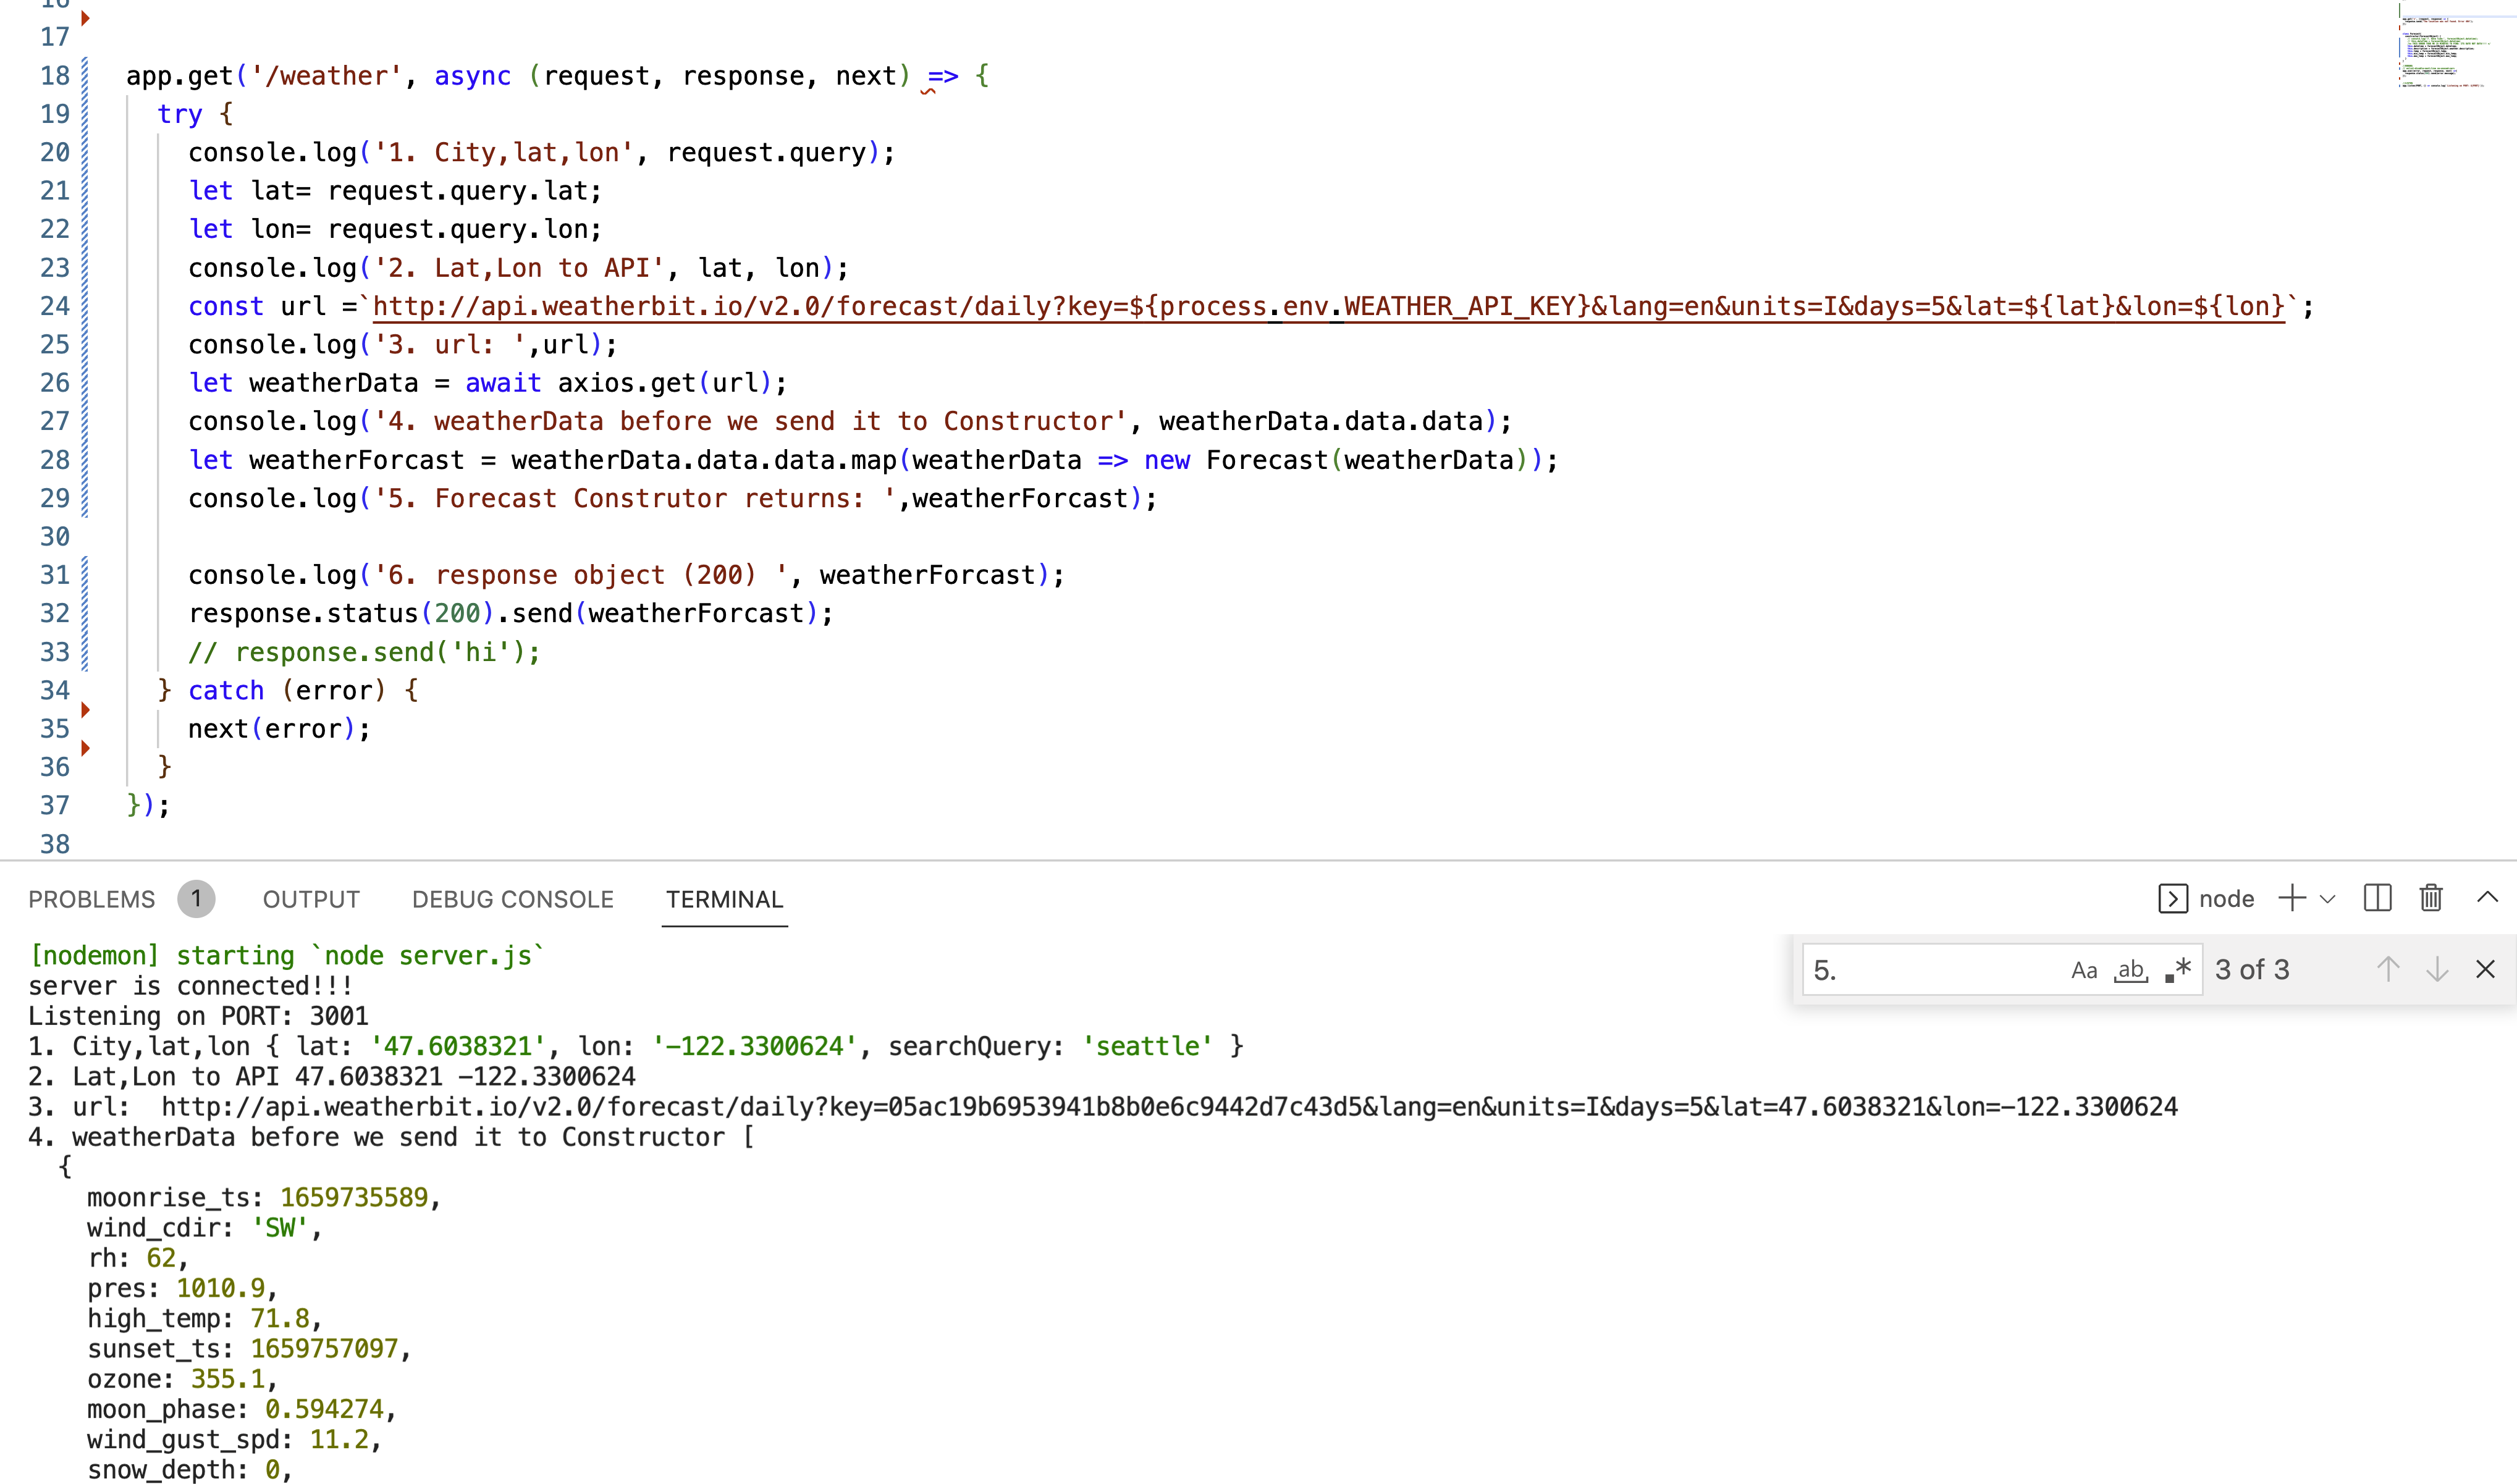 16
17
18 app.get('/weather', async (request, response, next) => {
19 try {
20 console.log('1. City,lat,lon', request.query);
21 let lat= request.query.lat;
22 let lon= request.query.lon;
23 console.log('2. Lat,Lon to API', lat, lon);
24 const url =`http://api.weatherbit.io/v2.0/forecast/daily?key=${process.env.WEATHER_API_KEY}&lang=en&units=I&days=5&lat=${lat}&lon=${lon}`;
25 console.log('3. url: ',url);
26 let weatherData = await axios.get(url);
27 console.log('4. weatherData before we send it to Constructor', weatherData.data.data);
28 let weatherForcast = weatherData.data.data.map(weatherData => new Forecast(weatherData));
29 console.log('5. Forecast Construtor returns: ',weatherForcast);
30
31 console.log('6. response object (200) ', weatherForcast);
32 response.status(200).send(weatherForcast);
33 // response.send('hi');
34 } catch (error) {
35 next(error);
36 }
37 });
38
PROBLEMS 1 OUTPUT DEBUG CONSOLE TERMINAL node
[nodemon] starting `node server.js`
5. Aa ab .* 3 of 3
server is connected!!!
Listening on PORT: 3001
1. City,lat,lon { lat: '47.6038321', lon: '-122.3300624', searchQuery: 'seattle' }
2. Lat,Lon to API 47.6038321 -122.3300624
3. url:  http://api.weatherbit.io/v2.0/forecast/daily?key=05ac19b6953941b8b0e6c9442d7c43d5&lang=en&units=I&days=5&lat=47.6038321&lon=-122.3300624
4. weatherData before we send it to Constructor [
{
moonrise_ts: 1659735589,
wind_cdir: 'SW',
rh: 62,
pres: 1010.9,
high_temp: 71.8,
sunset_ts: 1659757097,
ozone: 355.1,
moon_phase: 0.594274,
wind_gust_spd: 11.2,
snow_depth: 0,